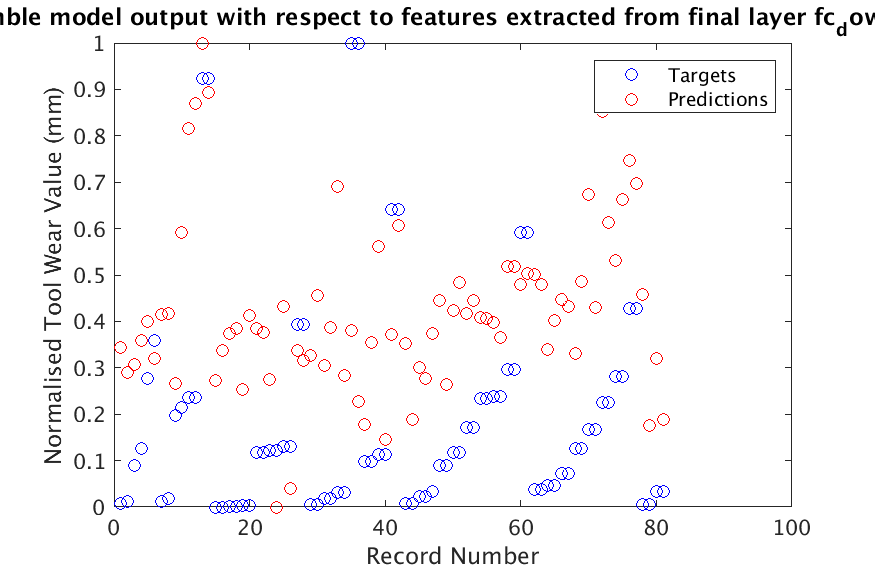 nble model output with respect to features extracted from final layer fc_dow
1
0.9
0.8
0.7
0.6
0.5
0.4
0.3
0.2
0.1
0
Normalised Tool Wear Value (mm)
Targets
Predictions
0 20 40 60 80 100
Record Number